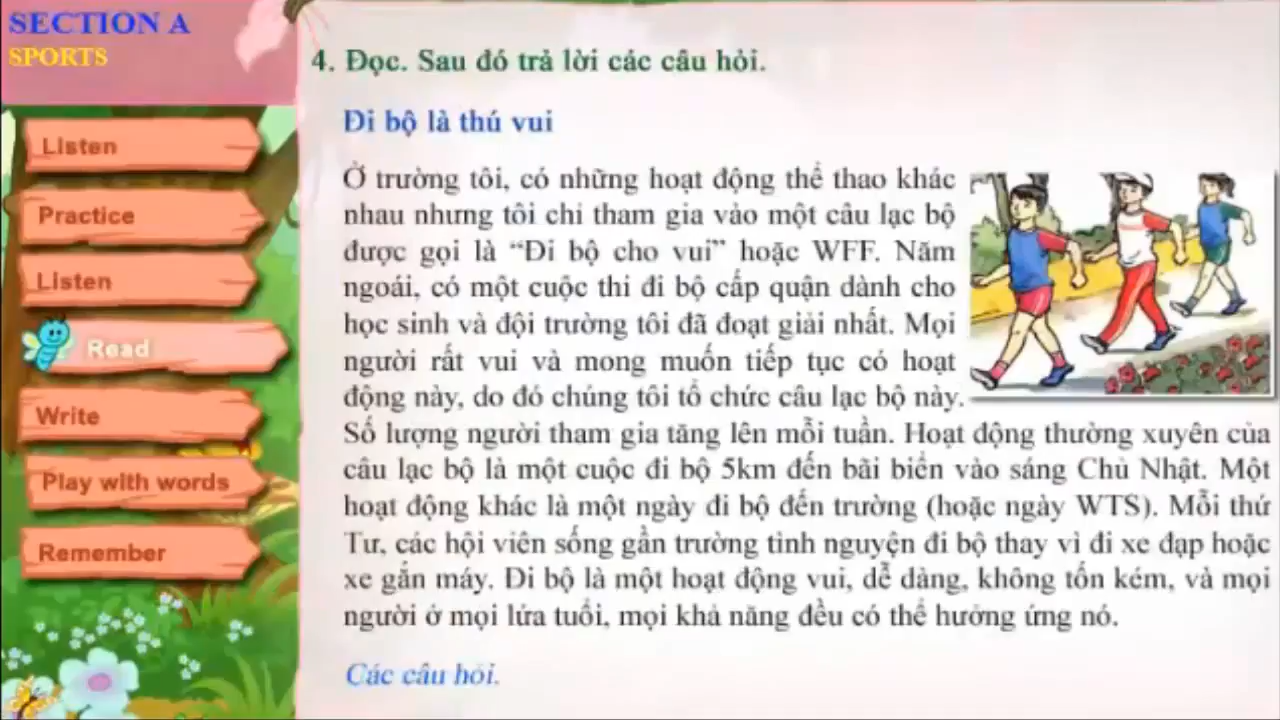 SECTION A
SPORTS
Listen
Practice
Listen
Read
Write
Play with words
Remember
4. Đọc. Sau đó trả lời các câu hỏi.
Đi bộ là thú vui
Ở trường tôi, có những hoạt động thể thao khác
nhau nhưng tôi chỉ tham gia vào một câu lạc bộ
được gọi là “Đi bộ cho vui” hoặc WFF. Năm
ngoái, có một cuộc thi đi bộ cấp quận dành cho
học sinh và đội trường tôi đã đoạt giải nhất. Mọi
người rất vui và mong muốn tiếp tục có hoạt
động này, do đó chúng tôi tổ chức câu lạc bộ này.
Số lượng người tham gia tăng lên mỗi tuần. Hoạt động thường xuyên của
câu lạc bộ là một cuộc đi bộ 5km đến bãi biển vào sáng Chủ Nhật. Một
hoạt động khác là một ngày đi bộ đến trường (hoặc ngày WTS). Mỗi thứ
Tư, các hội viên sống gần trường tình nguyện đi bộ thay vì đi xe đạp hoặc
xe gắn máy. Đi bộ là một hoạt động vui, dễ dàng, không tốn kém, và mọi
người ở mọi lứa tuổi, mọi khả năng đều có thể hưởng ứng nó.
Các câu hỏi.